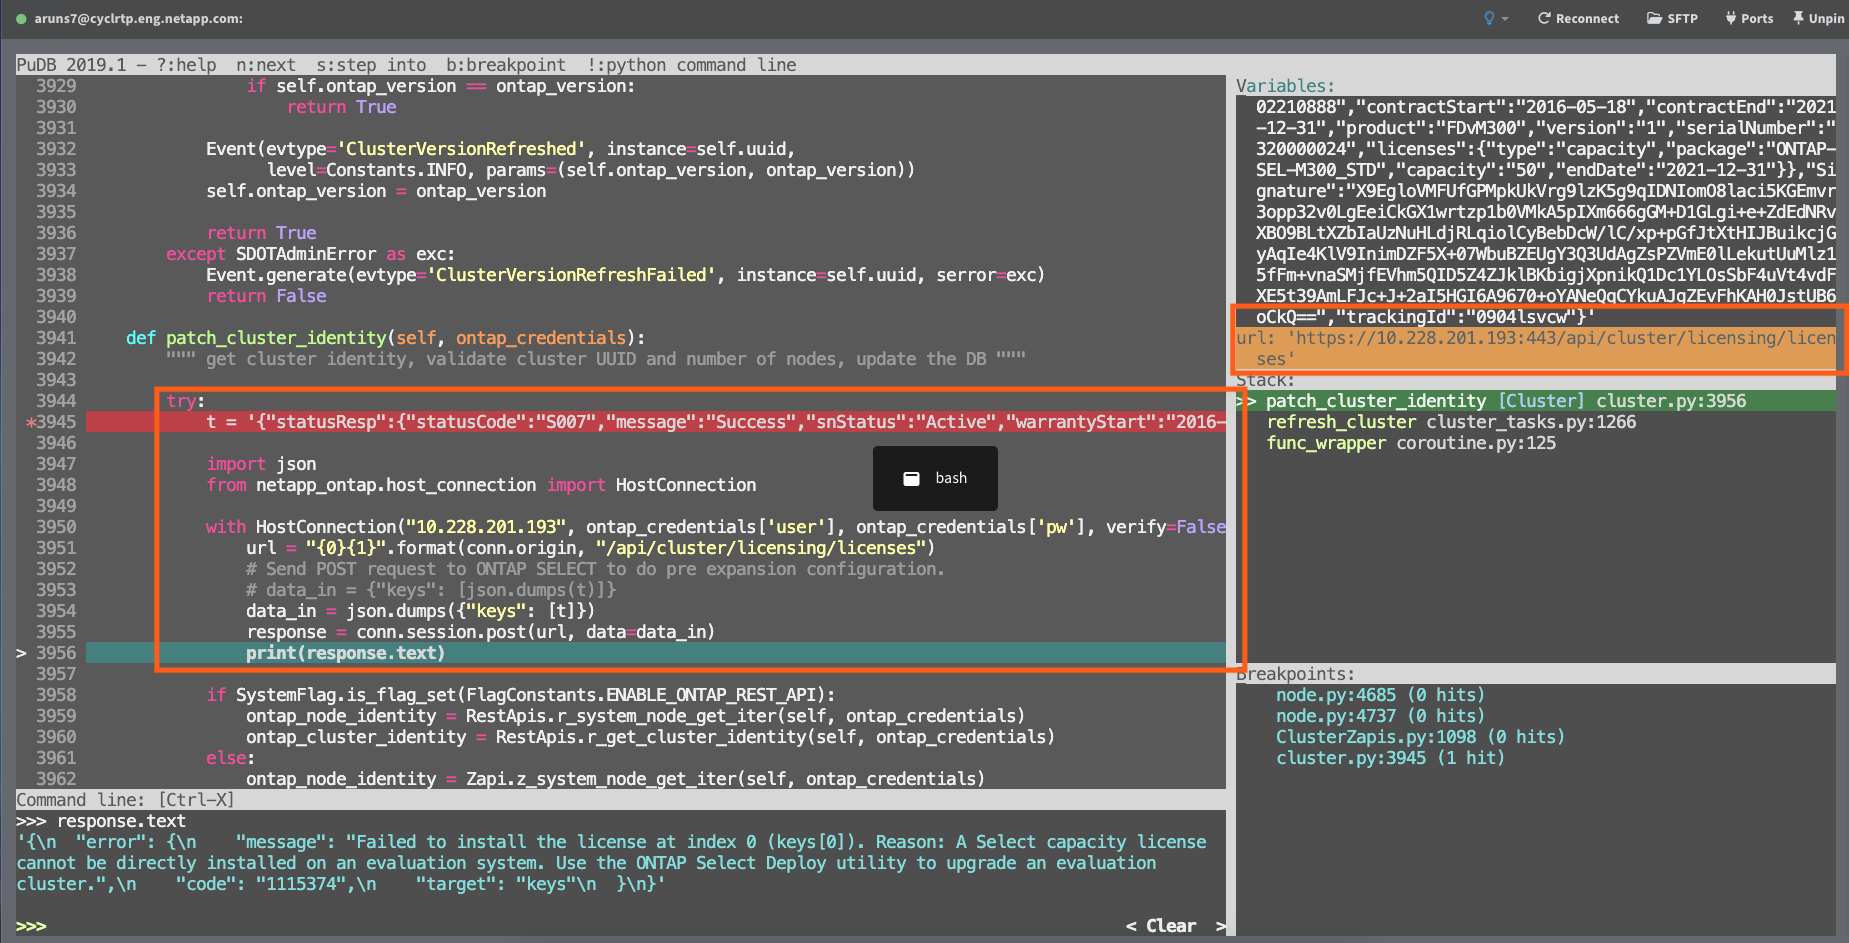 aruns7@cyclrtp.eng.netapp.com:
Reconnect SFTP Ports Unpin
PuDB 2019.1 - ?:help n:next s:step into b:breakpoint !:python command line
3929 if self.ontap_version == ontap_version:
3930 return True
3931
3932 Event(evtype='ClusterVersionRefreshed', instance=self.uuid,
3933 level=Constants.INFO, params=(self.ontap_version, ontap_version))
3934 self.ontap_version = ontap_version
3935
3936 return True
3937 except SDOTAdminError as exc:
3938 Event.generate(evtype='ClusterVersionRefreshFailed', instance=self.uuid, serror=exc)
3939 return False
3940
3941 def patch_cluster_identity(self, ontap_credentials):
3942 """ get cluster identity, validate cluster UUID and number of nodes, update the DB """
3943
3944 try:
*3945 t = '{"statusResp":{"statusCode":"S007","message":"Success","snStatus":"Active","warrantyStart":"2016-
3946
3947 import json
3948 from netapp_ontap.host_connection import HostConnection
3949
3950 with HostConnection("10.228.201.193", ontap_credentials['user'], ontap_credentials['pw'], verify=False
3951 url = "{0}{1}".format(conn.origin, "/api/cluster/licensing/licenses")
3952 # Send POST request to ONTAP SELECT to do pre expansion configuration.
3953 # data_in = {"keys": [json.dumps(t)]}
3954 data_in = json.dumps({"keys": [t]})
3955 response = conn.session.post(url, data=data_in)
> 3956 print(response.text)
3957
3958 if SystemFlag.is_flag_set(FlagConstants.ENABLE_ONTAP_REST_API):
3959 ontap_node_identity = RestApis.r_system_node_get_iter(self, ontap_credentials)
3960 ontap_cluster_identity = RestApis.r_get_cluster_identity(self, ontap_credentials)
3961 else:
3962 ontap_node_identity = Zapi.z_system_node_get_iter(self, ontap_credentials)
bash
Command line: [Ctrl-X]
>>> response.text
'{\n "error": {\n "message": "Failed to install the license at index 0 (keys[0]). Reason: A Select capacity license
cannot be directly installed on an evaluation system. Use the ONTAP Select Deploy utility to upgrade an evaluation
cluster.",\n "code": "1115374",\n "target": "keys"\n }\n}'
>>> < Clear >
Variables:
02210888","contractStart":"2016-05-18","contractEnd":"2021
-12-31","product":"FDvM300","version":"1","serialNumber":"
320000024","licenses":{"type":"capacity","package":"ONTAP-
SEL-M300_STD","capacity":"50","endDate":"2021-12-31"}},"Si
gnature":"X9EgloVMFUfGPMpkUkVrg9lzK5g9qIDNIomO8laci5KGEmvr
3opp32v0LgEeiCkGX1wrtzp1b0VMkA5pIXm666gGM+D1GLgi+e+ZdEdNRv
XBO9BLtXZbIaUzNuHLdjRLqiolCyBebDcW/lC/xp+pGfJtXtHIJBuikcjG
yAqIe4KlV9InimDZF5X+07WbuBZEUgY3Q3UdAgZsPZVmE0lLekutUuMlz1
5fFm+vnaSMjfEVhm5QID5Z4ZJklBKbigjXpnikQ1Dc1YLOsSbF4uVt4vdF
XE5t39AmLFJc+J+2aI5HGI6A9670+oYANeQqCYkuAJgZEvFhKAH0JstUB6
oCkQ==","trackingId":"0904lsvcw"}'
url: 'https://10.228.201.193:443/api/cluster/licensing/licen
ses'
Stack:
>> patch_cluster_identity [Cluster] cluster.py:3956
refresh_cluster cluster_tasks.py:1266
func_wrapper coroutine.py:125
Breakpoints:
node.py:4685 (0 hits)
node.py:4737 (0 hits)
ClusterZapis.py:1098 (0 hits)
cluster.py:3945 (1 hit)